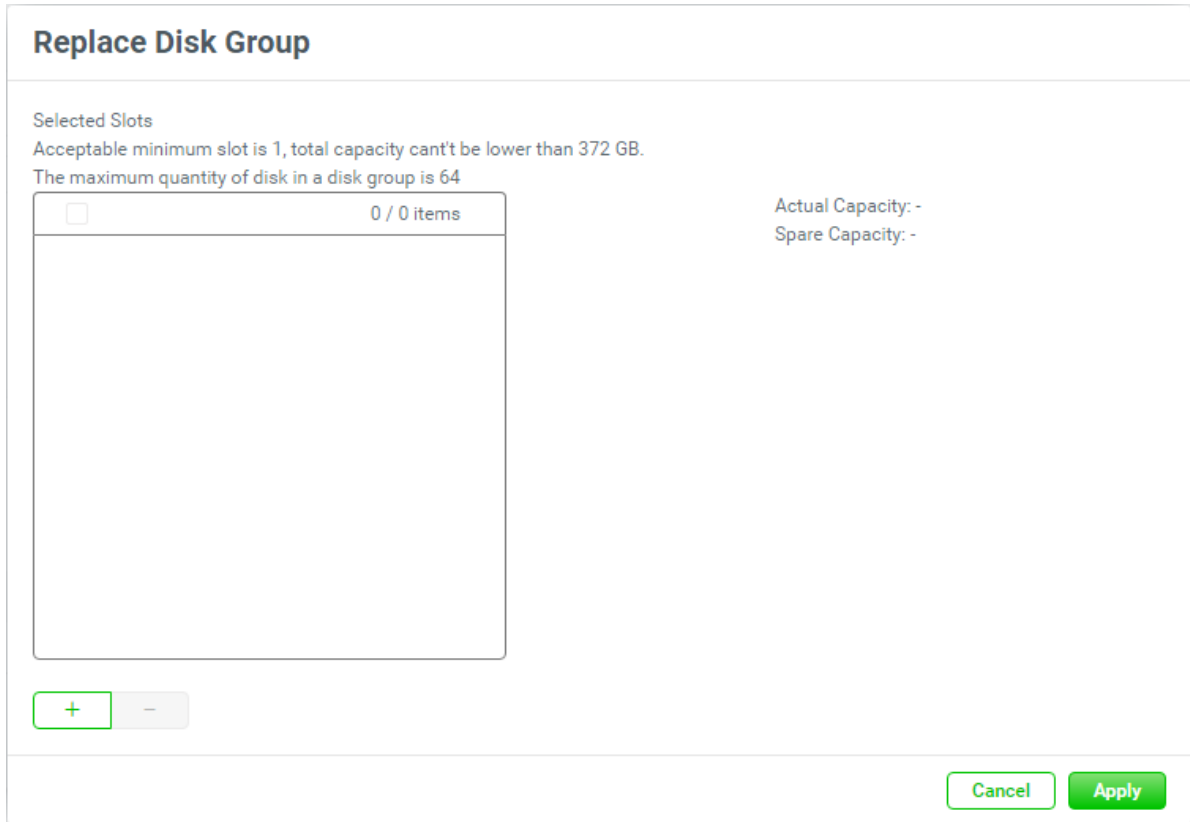 Replace Disk Group
Selected Slots
Acceptable minimum slot is 1, total capacity cant't be lower than 372 GB.
The maximum quantity of disk in a disk group is 64
0 / 0 items
Actual Capacity: -
Spare Capacity: -
+ −
Cancel Apply